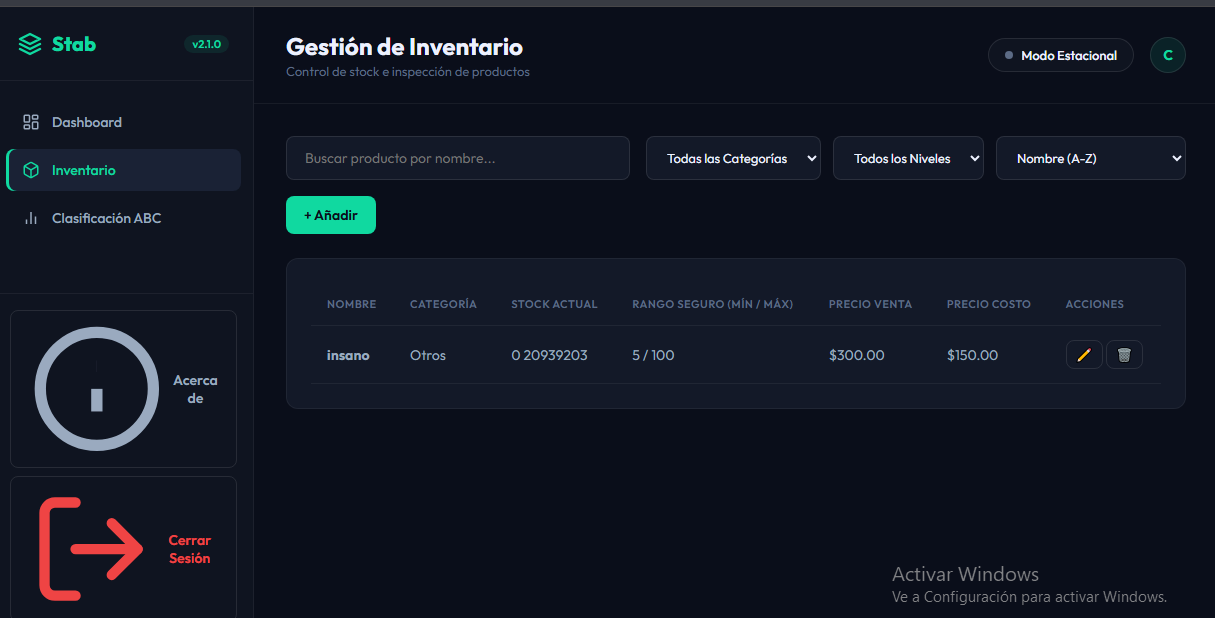 Stab
v2.1.0
Dashboard
Inventario
Clasificación ABC
Acerca
de
Cerrar
Sesión
Gestión de Inventario
Control de stock e inspección de productos
Modo Estacional
C
Buscar producto por nombre...
Todas las Categorías
Todos los Niveles
Nombre (A-Z)
+ Añadir
NOMBRE CATEGORÍA STOCK ACTUAL RANGO SEGURO (MÍN / MÁX) PRECIO VENTA PRECIO COSTO ACCIONES
insano Otros 0 20939203 5 / 100 $300.00 $150.00
Activar Windows
Ve a Configuración para activar Windows.